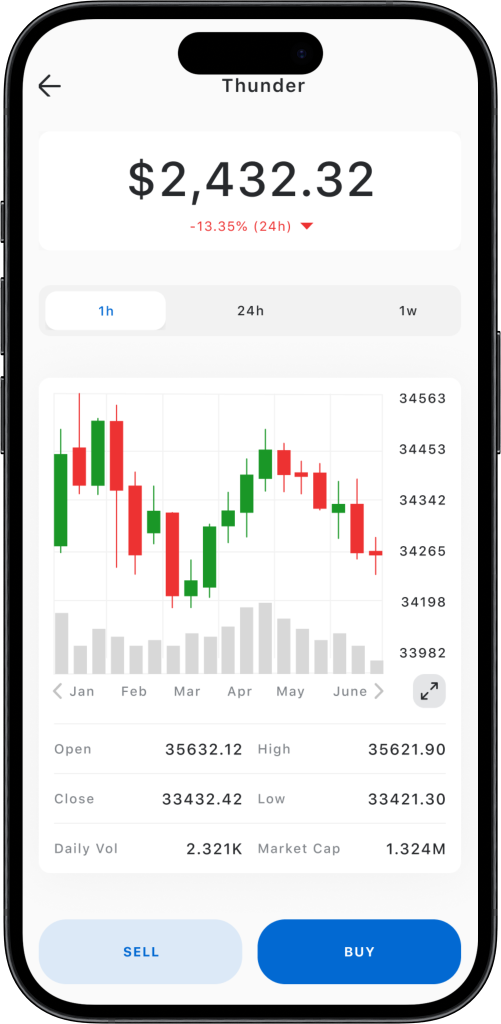 Thunder
$2,432.32
-13.35% (24h)
1h 24h 1w
34563
34453
34342
34265
34198
33982
Jan Feb Mar Apr May June
Open 35632.12 High 35621.90
Close 33432.42 Low 33421.30
Daily Vol 2.321K Market Cap 1.324M
SELL BUY